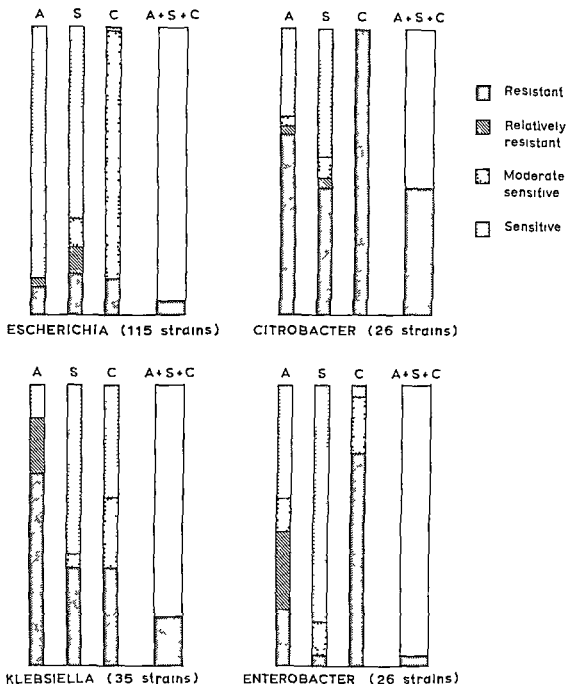 A S C A+S+C
ESCHERICHIA (115 strains)
A S C A+S+C
CITROBACTER (26 strains)
Resistant
Relatively
resistant
Moderate
sensitive
Sensitive
A S C A+S+C
KLEBSIELLA (35 strains)
A S C A+S+C
ENTEROBACTER (26 strains)